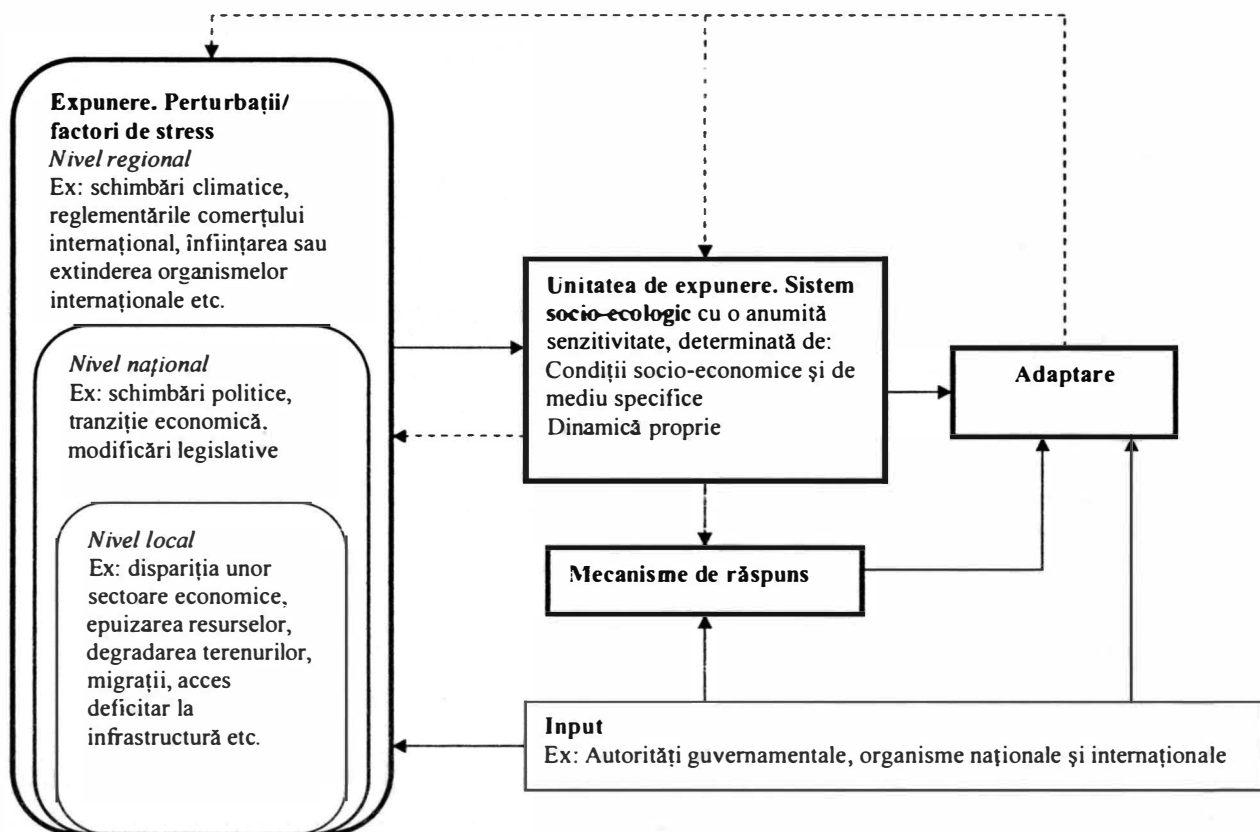 Expunere. Perturbații/
factori de stress
Nivel regional
Ex: schimbări climatice,
reglementările comerțului
internațional, înființarea sau
extinderea organismelor
internaționale etc.
Nivel național
Ex: schimbări politice,
tranziție economică,
modificări legislative
Nivel local
Ex: dispariția unor
sectoare economice,
epuizarea resurselor,
degradarea terenurilor,
migrații, acces
deficitar la
infrastructură etc.
Unitatea de expunere. Sistem
socio-ecologic cu o anumită
senzitivitate, determinată de:
Condiții socio-economice și de
mediu specifice
Dinamică proprie
Adaptare
Mecanisme de răspuns
Input
Ex: Autorități guvernamentale, organisme naționale și internaționale